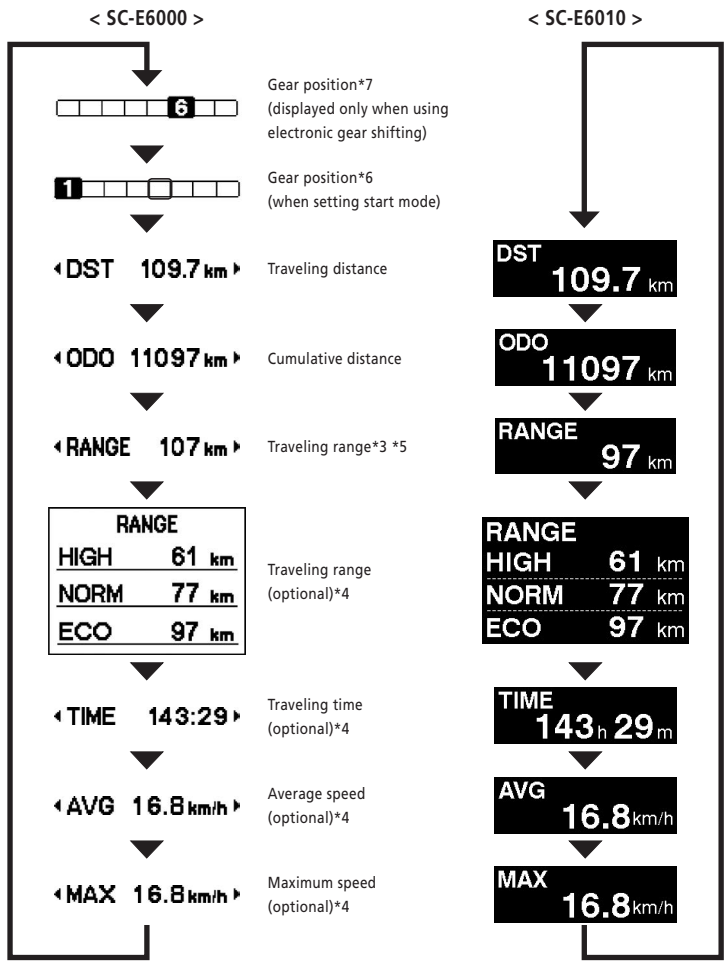 < SC-E6000 >
< SC-E6010 >
6
Gear position*7
(displayed only when using
electronic gear shifting)
1
Gear position*6
(when setting start mode)
DST 109.7 km
Traveling distance
DST
109.7 km
ODO 11097 km
Cumulative distance
ODO
11097 km
RANGE 107 km
Traveling range*3 *5
RANGE
97 km
RANGE
HIGH 61 km
NORM 77 km
ECO 97 km
Traveling range
(optional)*4
RANGE
HIGH 61 km
NORM 77 km
ECO 97 km
TIME 143:29
Traveling time
(optional)*4
TIME
143 h 29 m
AVG 16.8 km/h
Average speed
(optional)*4
AVG
16.8 km/h
MAX 16.8 km/h
Maximum speed
(optional)*4
MAX
16.8 km/h